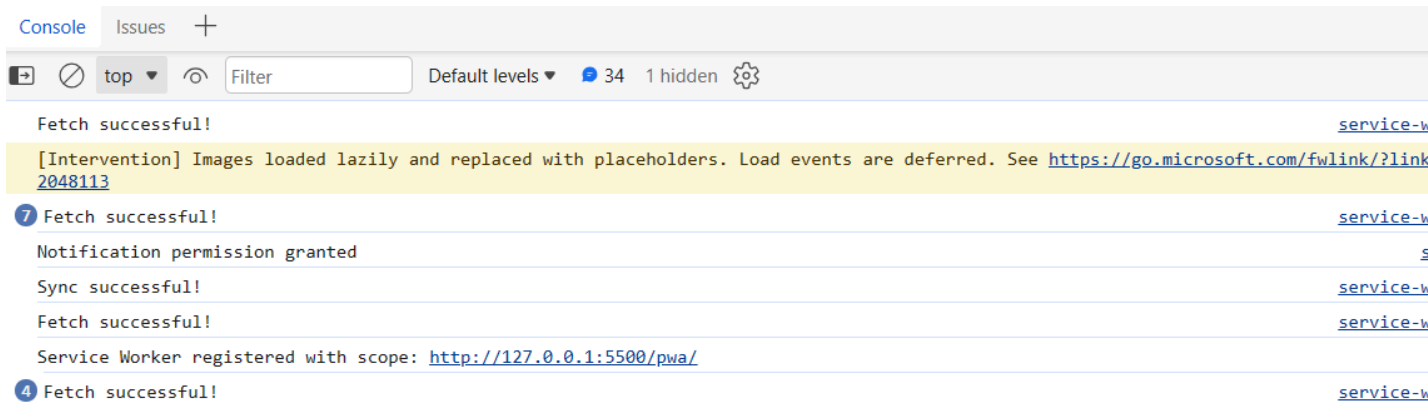 Console Issues
top Filter Default levels 34 1 hidden
Fetch successful! service-w
[Intervention] Images loaded lazily and replaced with placeholders. Load events are deferred. See https://go.microsoft.com/fwlink/?link
2048113
7 Fetch successful! service-w
Notification permission granted s
Sync successful! service-w
Fetch successful! service-w
Service Worker registered with scope: http://127.0.0.1:5500/pwa/
4 Fetch successful! service-w